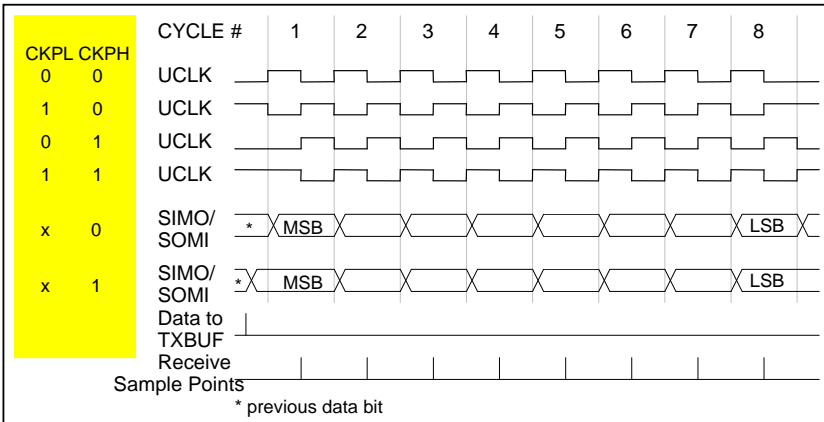 CYCLE # 1 2 3 4 5 6 7 8
CKPL CKPH
0 0 UCLK
1 0 UCLK
0 1 UCLK
1 1 UCLK
x 0 SIMO/ SOMI * MSB LSB
x 1 SIMO/ SOMI * MSB LSB
Data to
TXBUF
Receive
Sample Points
* previous data bit